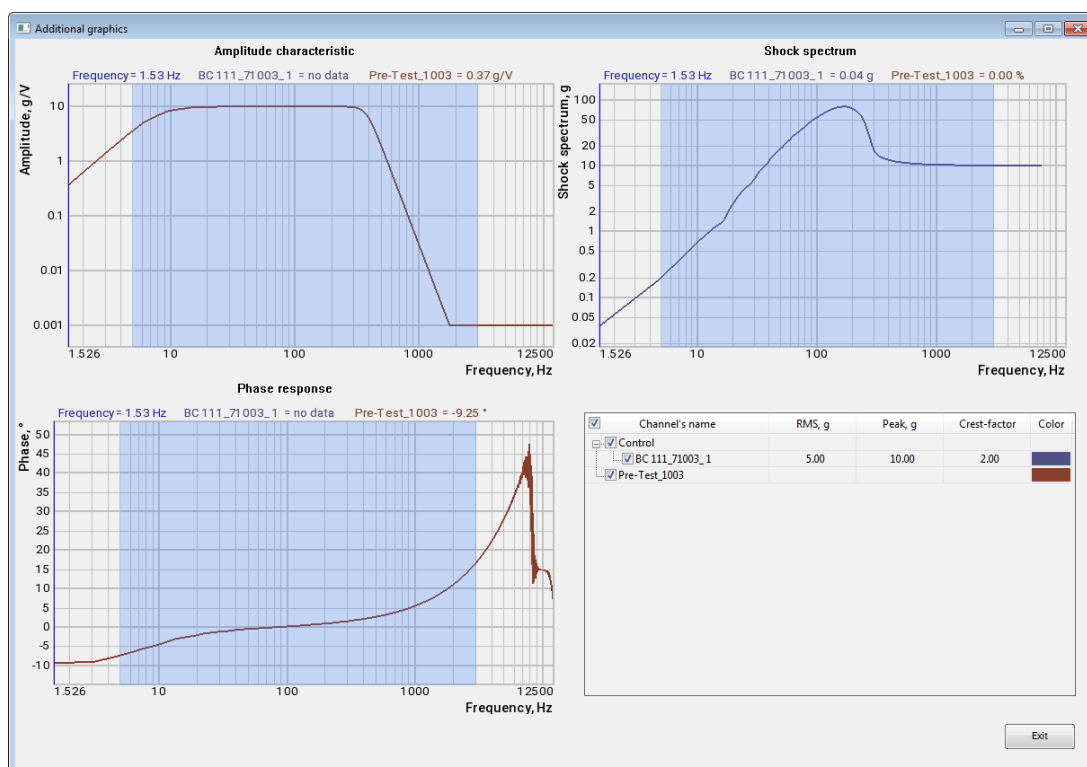 Additional graphics
Amplitude characteristic
Frequency = 1.53 Hz BC 111_71003_1 = no data Pre-Test_1003 = 0.37 g/V
Amplitude, g/V
10
1
0.1
0.01
0.001
1.526 10 100 1000 12500
Frequency, Hz
Shock spectrum
Frequency = 1.53 Hz BC 111_71003_1 = 0.04 g Pre-Test_1003 = 0.00 %
Shock spectrum, g
100
50
20
10
5
2
1
0.5
0.2
0.1
0.05
0.02
1.526 10 100 1000 12500
Frequency, Hz
Phase response
Frequency = 1.53 Hz BC 111_71003_1 = no data Pre-Test_1003 = -9.25 °
Phase, °
50
45
40
35
30
25
20
15
10
5
0
-5
-10
1.526 10 100 1000 12500
Frequency, Hz
Channel's name RMS, g Peak, g Crest-factor Color
Control
BC 111_71003_1 5.00 10.00 2.00
Pre-Test_1003
Exit